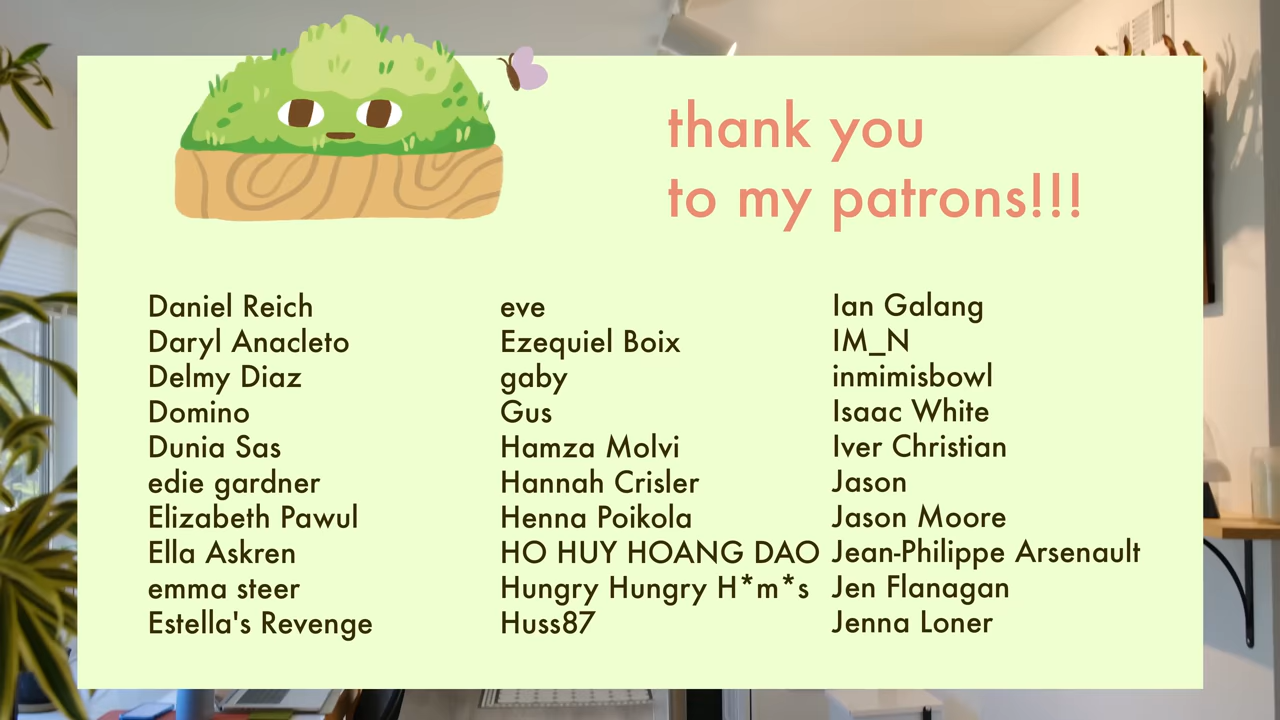 thank you
to my patrons!!!
Daniel Reich
Daryl Anacleto
Delmy Diaz
Domino
Dunia Sas
edie gardner
Elizabeth Pawul
Ella Askren
emma steer
Estella's Revenge
eve
Ezequiel Boix
gaby
Gus
Hamza Molvi
Hannah Crisler
Henna Poikola
HO HUY HOANG DAO
Hungry Hungry H*m*s
Huss87
Ian Galang
IM_N
inmimisbowl
Isaac White
Iver Christian
Jason
Jason Moore
Jean-Philippe Arsenault
Jen Flanagan
Jenna Loner